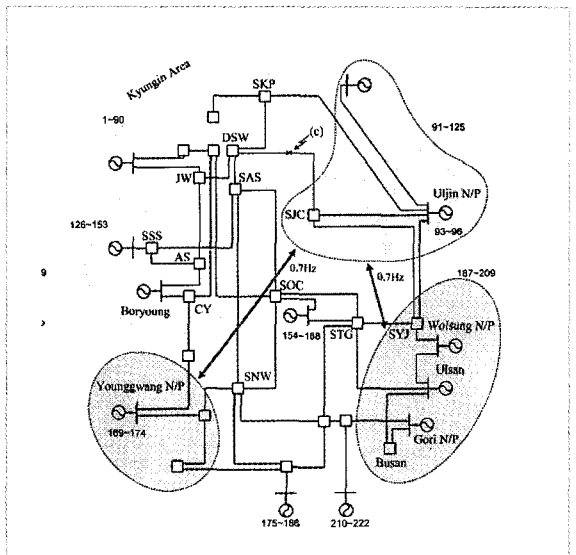 Kyungin Area
SKP
1~90
(c)
91~125
DSW
JW
SAS
Uljin N/P
93~96
SJC
126~153
SSS
AS
0.7Hz
0.7Hz
187~209
9
Boryoung
CY
SOC
154~168
STG
SYJ
Wolsung N/P
Younggwang N/P
SNW
Ulsan
169~174
Gori N/P
Busan
175~186
210~222